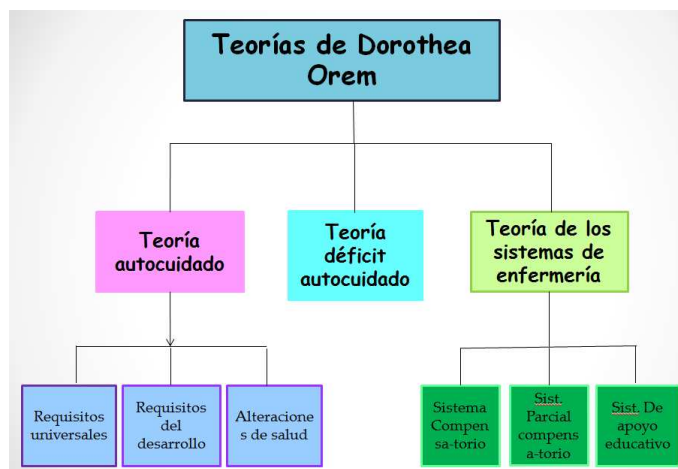 Teorías de Dorothea
Orem
Teoría
autocuidado
Teoría
déficit
autocuidado
Teoría de los
sistemas de
enfermería
Requisitos
universales
Requisitos
del
desarrollo
Alteracione
s de salud
Sistema
Compen
sa-torio
Sist.
Parcial
compens
a-torio
Sist. De
apoyo
educativo